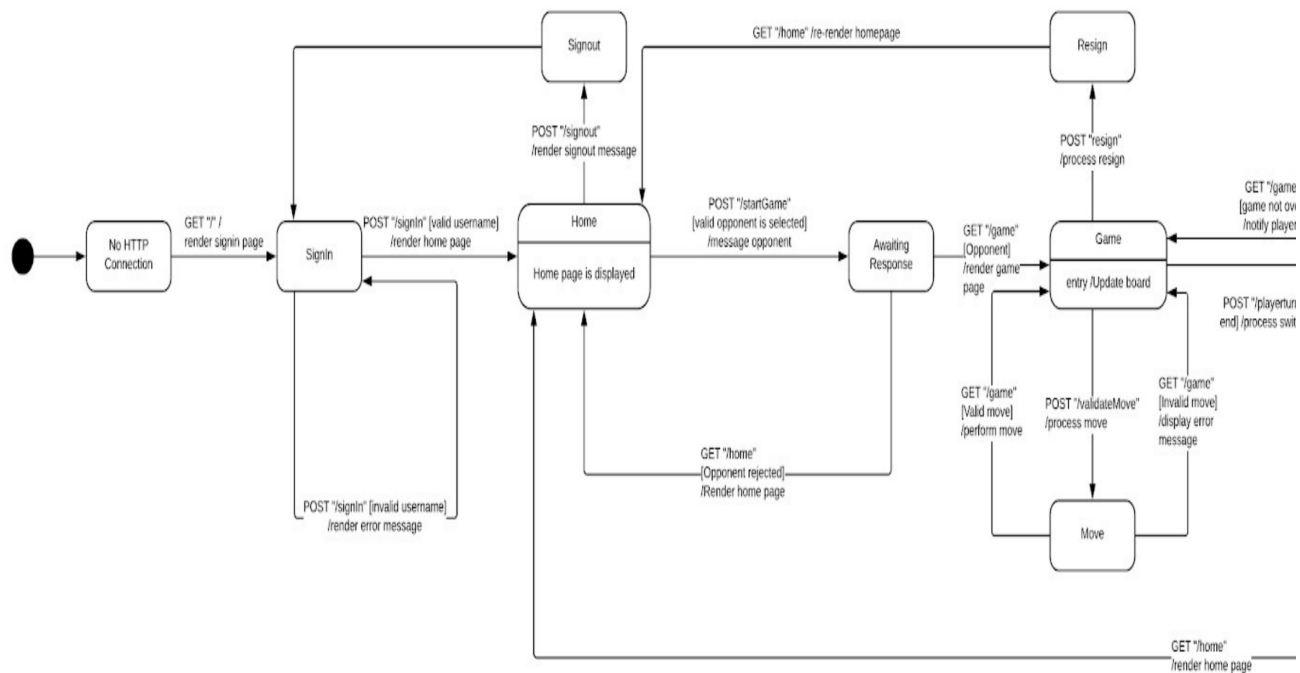 Signout
GET "/home" /re-render homepage
Resign
POST "/signout"
/render signout message
POST "resign"
/process resign
No HTTP
Connection
GET "/" /
render signin page
SignIn
POST "/signIn" [valid username]
/render home page
Home
Home page is displayed
POST "/startGame"
[valid opponent is selected]
/message opponent
Awaiting
Response
GET "/game"
[Opponent]
/render game
page
Game
entry /Update board
GET "/game
[game not ove
/notify player
POST "/playerturn
end] /process swit
GET "/game"
[Valid move]
/perform move
POST "/validateMove"
/process move
GET "/game"
[Invalid move]
/display error
message
GET "/home"
[Opponent rejected]
/Render home page
POST "/signIn" [invalid username]
/render error message
Move
GET "/home"
/render home page